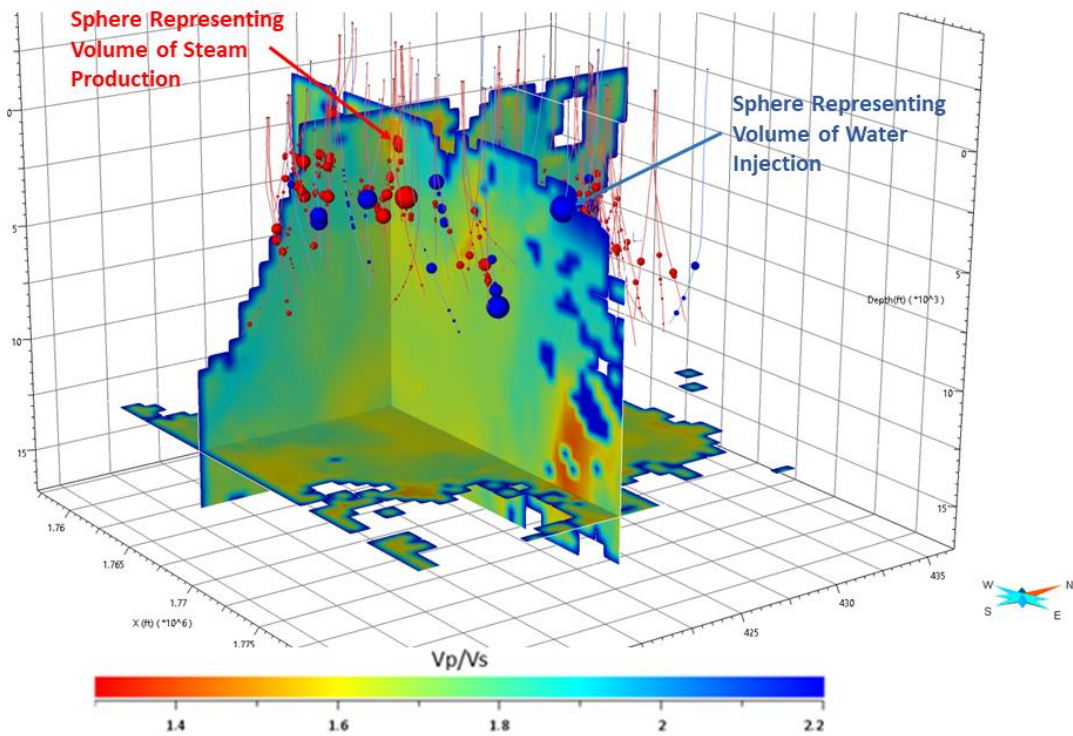 Sphere Representing
Volume of Steam
Production
Sphere Representing
Volume of Water
Injection
0
5
10
15
0
5
10
15
Depth(ft) ( *10^3 )
1.76
1.765
1.77
1.775
X (ft) ( *10^6 )
425
430
435
W
N
S
E
Vp/Vs
1.4
1.6
1.8
2
2.2